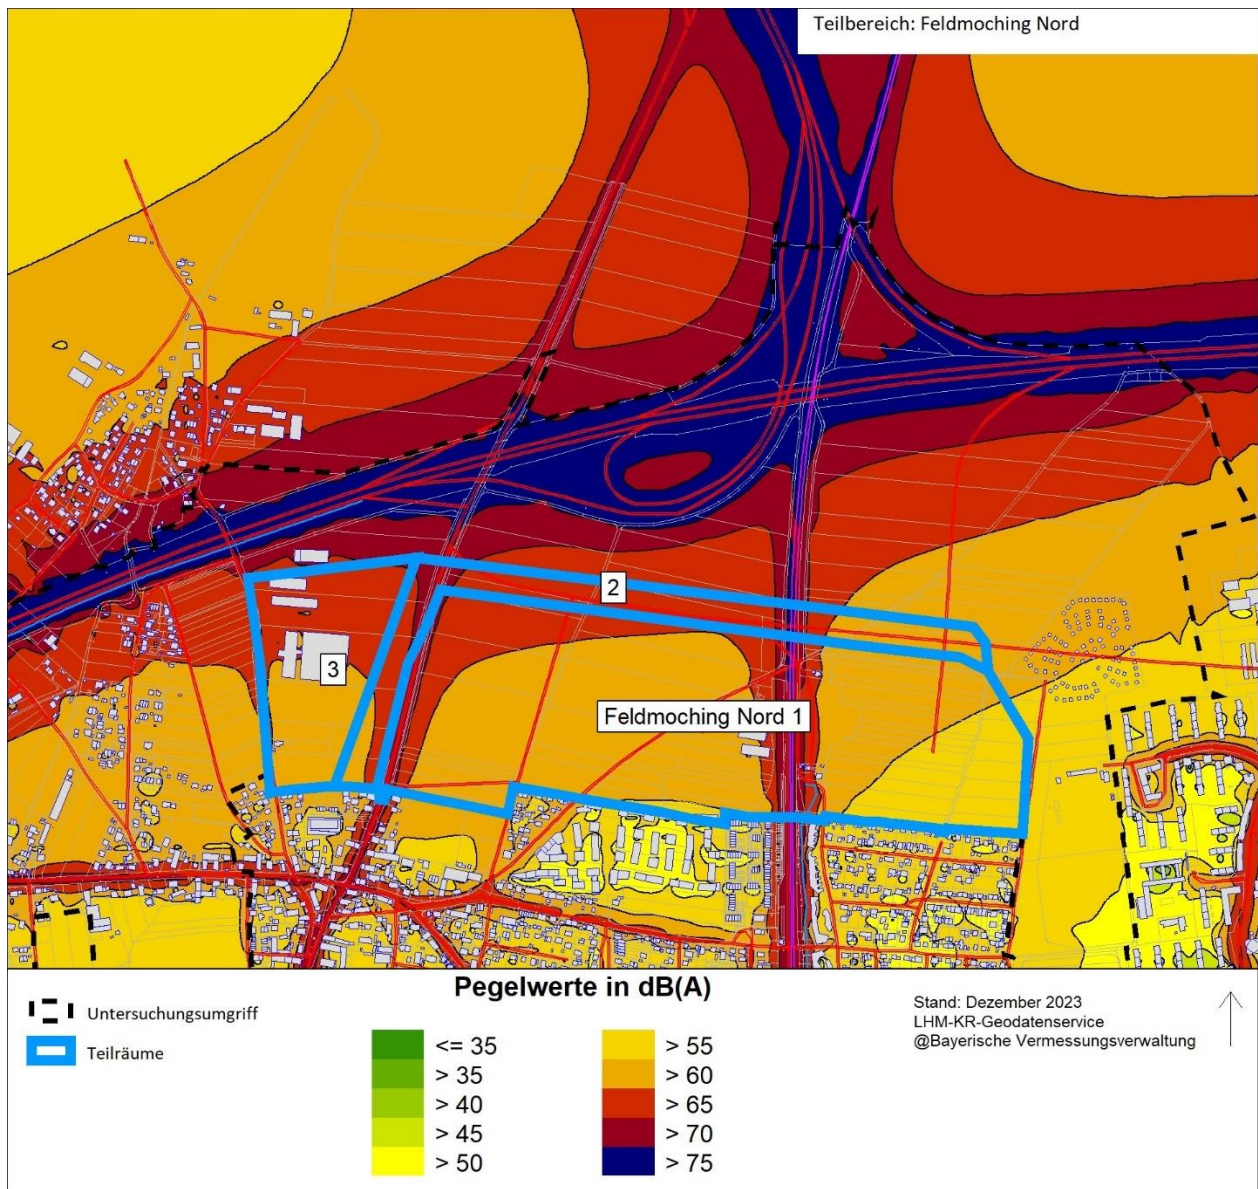 Teilbereich: Feldmoching Nord
2
3
Feldmoching Nord 1
Pegelwerte in dB(A)
Untersuchungsumgriff
Teilräume
<= 35
> 35
> 40
> 45
> 50
> 55
> 60
> 65
> 70
> 75
Stand: Dezember 2023
LHM-KR-Geodatenservice
@Bayerische Vermessungsverwaltung